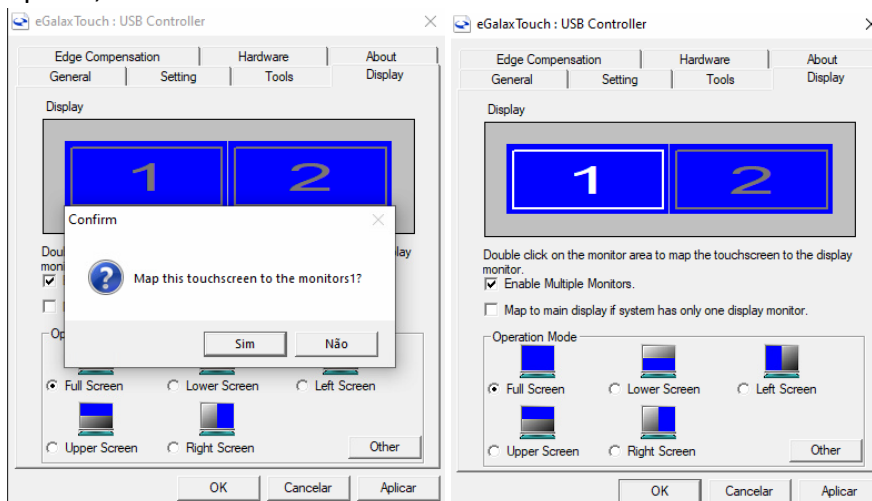 eGalaxTouch : USB Controller
Edge Compensation Hardware About
General Setting Tools Display
Display
1 2
Confirm
Map this touchscreen to the monitors1?
Sim Não
Full Screen Lower Screen Left Screen
Upper Screen Right Screen Other
OK Cancelar Aplicar
eGalaxTouch : USB Controller
Edge Compensation Hardware About
General Setting Tools Display
Display
1 2
Double click on the monitor area to map the touchscreen to the display
monitor.
Enable Multiple Monitors.
Map to main display if system has only one display monitor.
Operation Mode
Full Screen Lower Screen Left Screen
Upper Screen Right Screen Other
OK Cancelar Aplicar